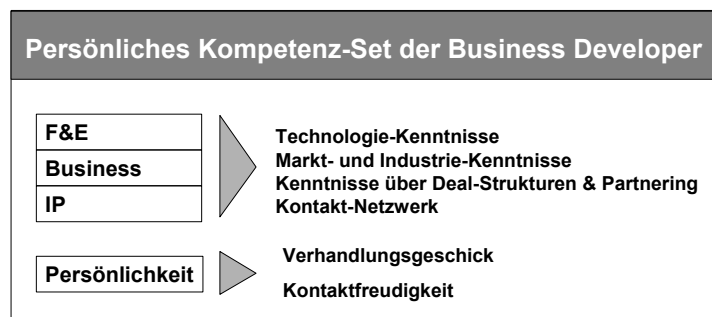 Persönliches Kompetenz-Set der Business Developer
F&E
Business
IP
Technologie-Kenntnisse
Markt- und Industrie-Kenntnisse
Kenntnisse über Deal-Strukturen & Partnering
Kontakt-Netzwerk
Persönlichkeit
Verhandlungsgeschick
Kontaktfreudigkeit